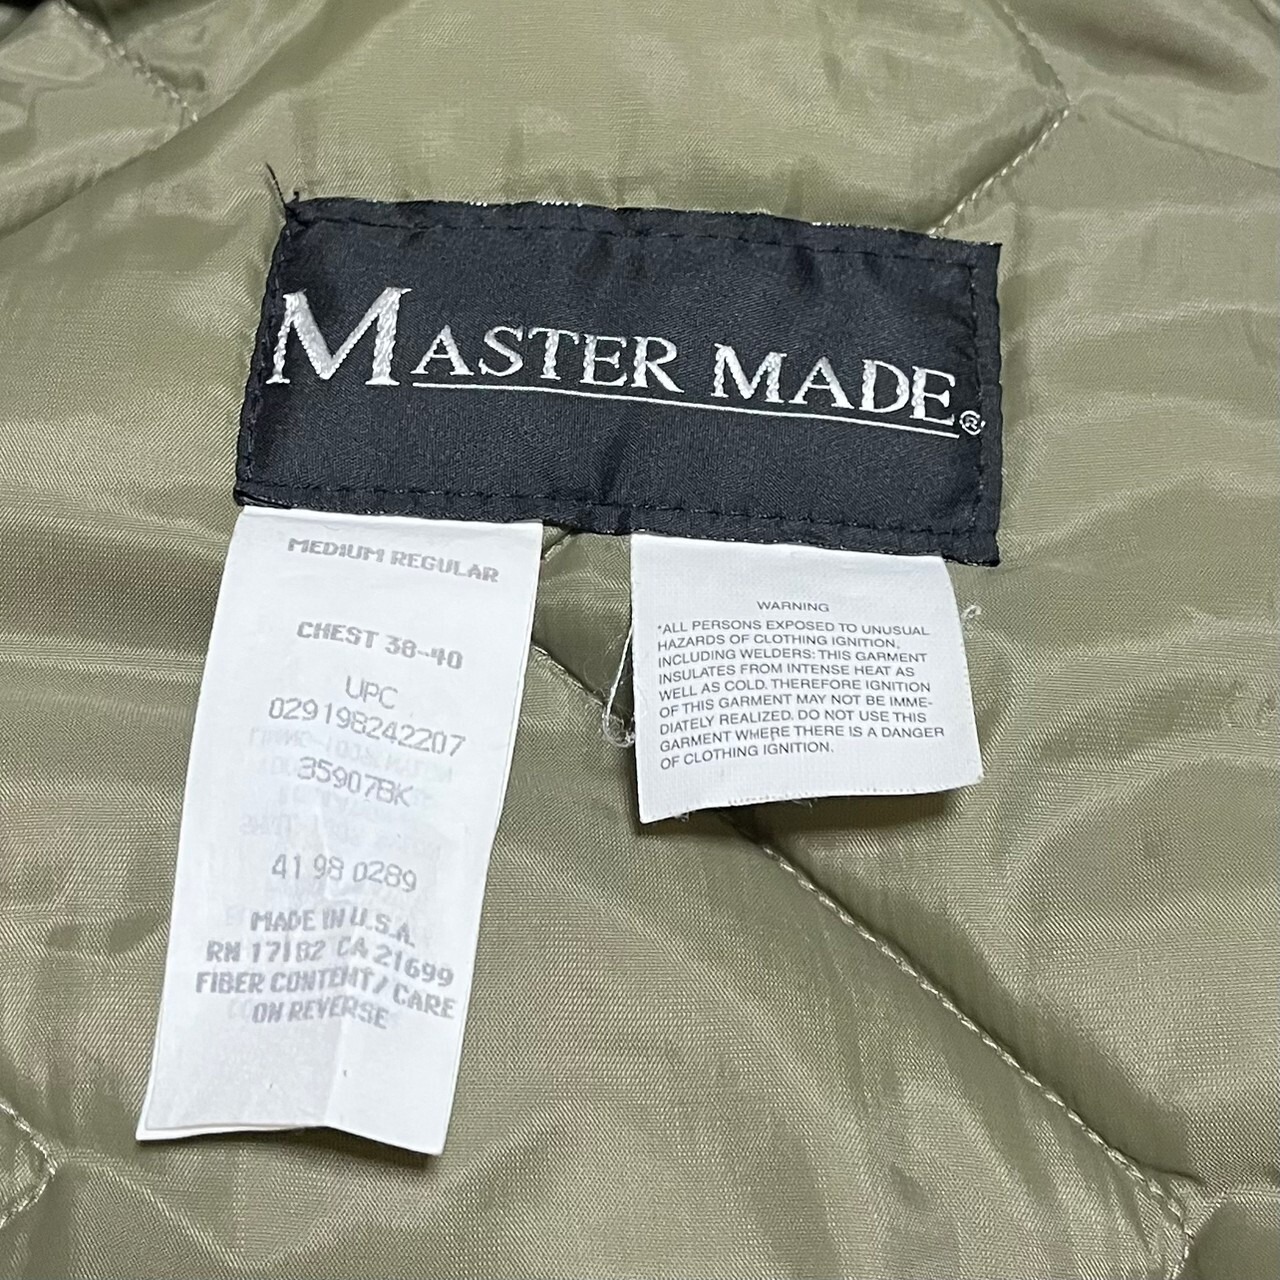 MASTER MADE®
MEDIUM REGULAR
CHEST 38-40
UPC
029198242207
35907BK
41 98 0289
MADE IN U.S.A.
RN 17182 CA 21699
FIBER CONTENT/CARE
ON REVERSE
WARNING
*ALL PERSONS EXPOSED TO UNUSUAL
HAZARDS OF CLOTHING IGNITION,
INCLUDING WELDERS: THIS GARMENT
INSULATES FROM INTENSE HEAT AS
WELL AS COLD. THEREFORE IGNITION
OF THIS GARMENT MAY NOT BE IMME-
DIATELY REALIZED. DO NOT USE THIS
GARMENT WHERE THERE IS A DANGER
OF CLOTHING IGNITION.